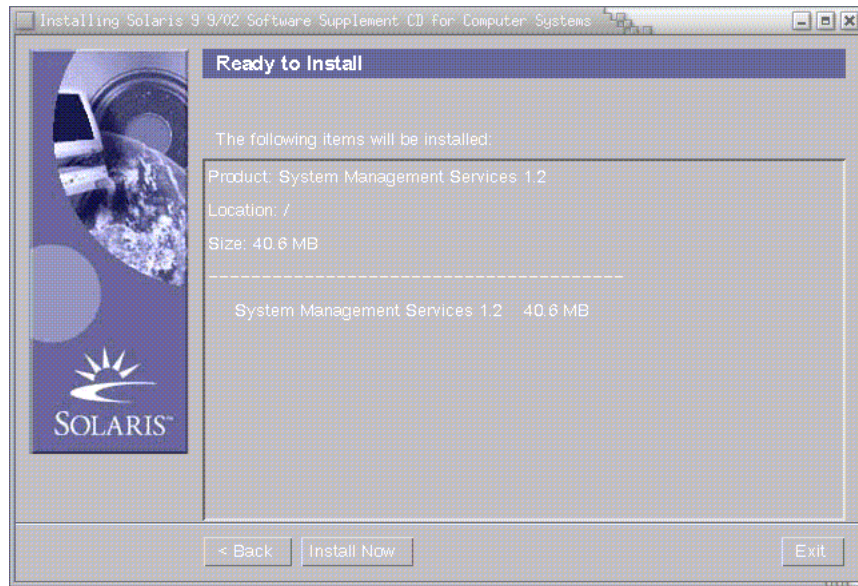 Installing Solaris 9 9/02 Software Supplement CD for Computer Systems
Ready to Install
The following items will be installed:
Product: System Management Services 1.2
Location: /
Size: 40.6 MB
---------------------------------------
System Management Services 1.2 40.6 MB
SOLARIS™
< Back Install Now Exit